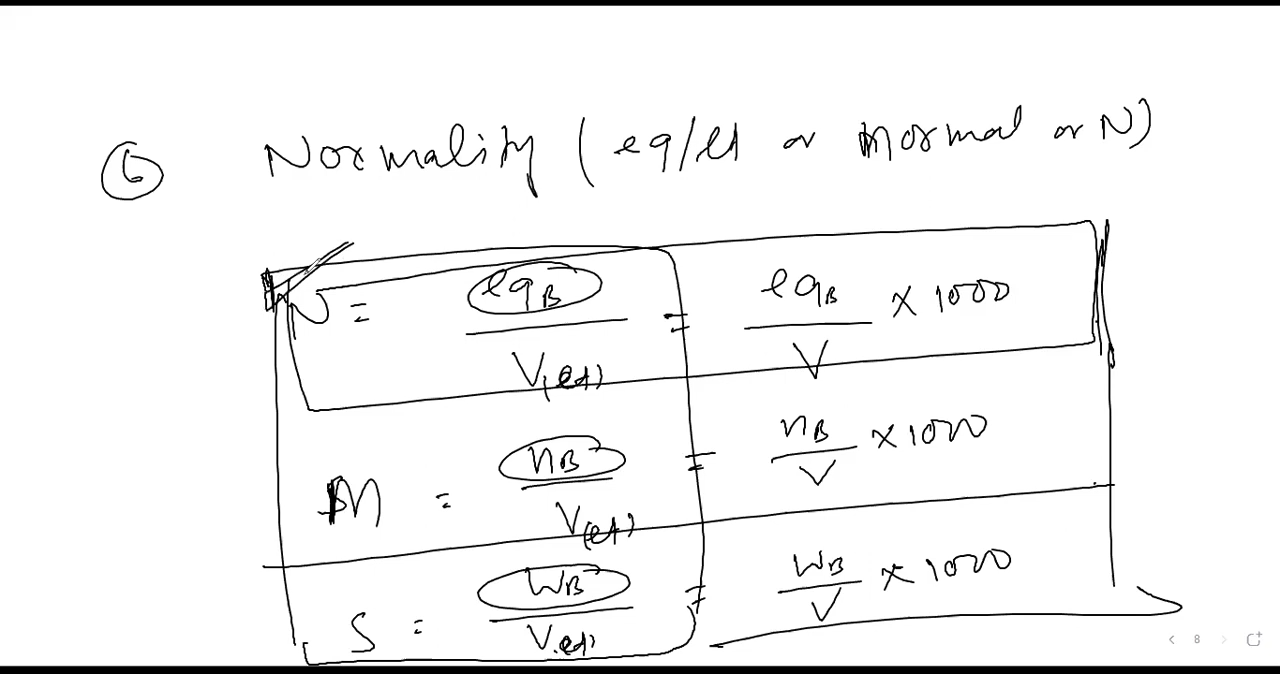 6 Normality (eq/lt or normal or N)
N = eqB / V(lt) = eqB / V × 1000
M = nB / V(lt) = nB / V × 1000
S = WB / V(lt) = WB / V × 1000
8